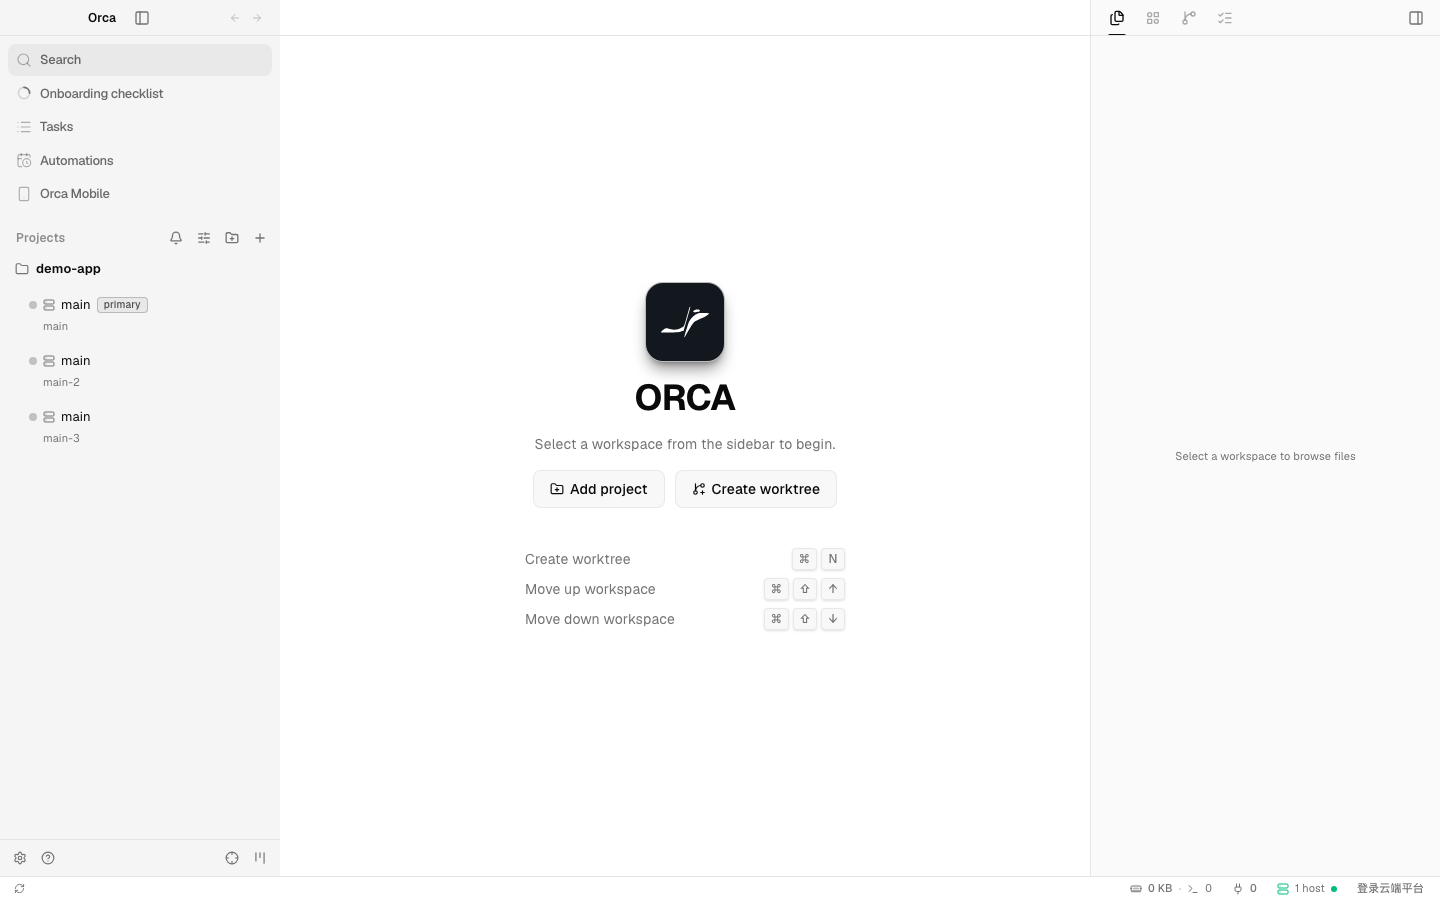 Orca
Search
Onboarding checklist
Tasks
Automations
Orca Mobile
Projects
demo-app
main primary
main
main
main-2
main
main-3
ORCA
Select a workspace from the sidebar to begin.
Add project
Create worktree
Create worktree ⌘ N
Move up workspace ⌘ ⇧ ↑
Move down workspace ⌘ ⇧ ↓
Select a workspace to browse files
0 KB · >_ 0
0
1 host
登录云端平台